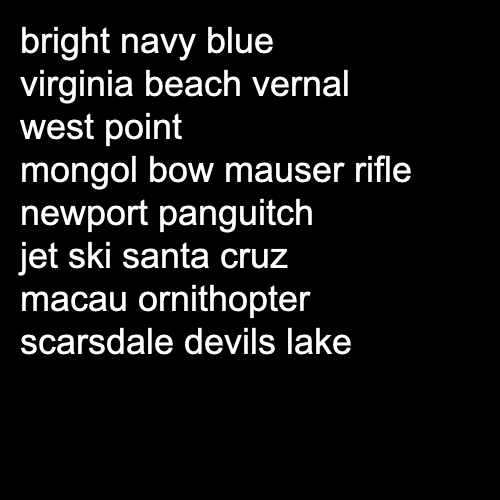 bright navy blue
virginia beach vernal
west point
mongol bow mauser rifle
newport panguitch
jet ski santa cruz
macau ornithopter
scarsdale devils lake